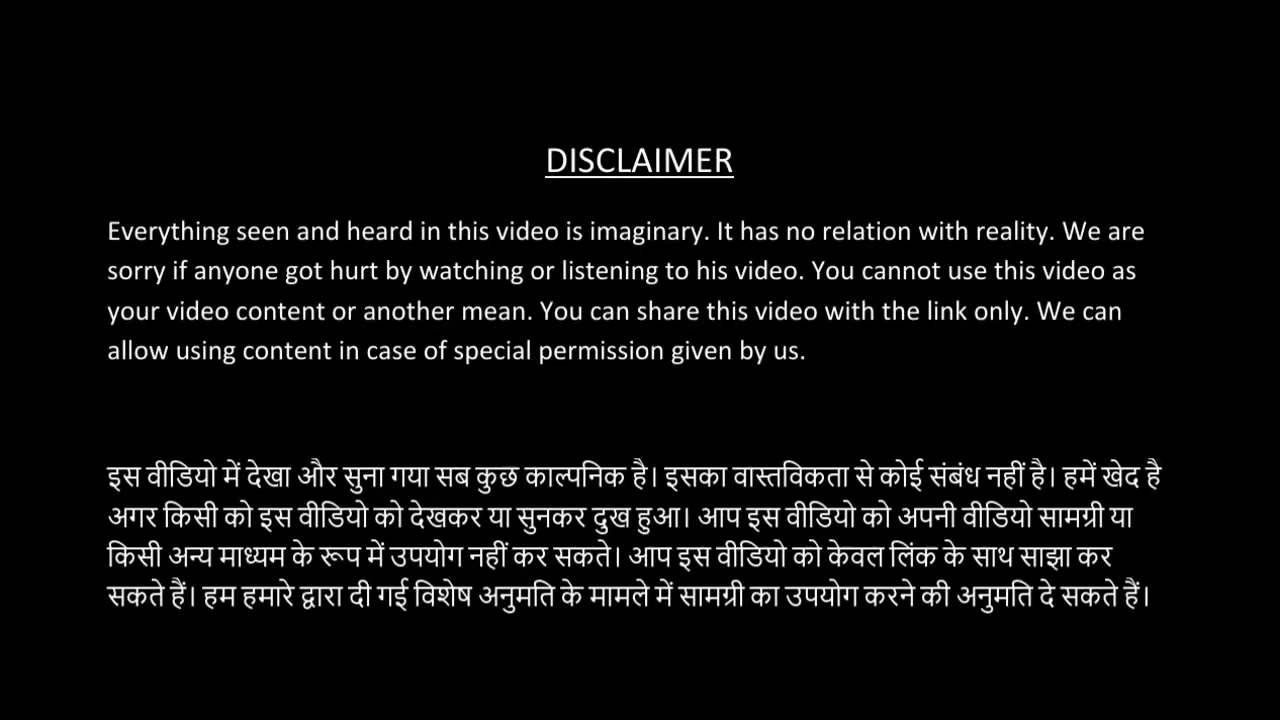 DISCLAIMER
Everything seen and heard in this video is imaginary. It has no relation with reality. We are
sorry if anyone got hurt by watching or listening to his video. You cannot use this video as
your video content or another mean. You can share this video with the link only. We can
allow using content in case of special permission given by us.
इस वीडियो में देखा और सुना गया सब कुछ काल्पनिक है। इसका वास्तविकता से कोई संबंध नहीं है। हमें खेद है
अगर किसी को इस वीडियो को देखकर या सुनकर दुख हुआ। आप इस वीडियो को अपनी वीडियो सामग्री या
किसी अन्य माध्यम के रूप में उपयोग नहीं कर सकते। आप इस वीडियो को केवल लिंक के साथ साझा कर
सकते हैं। हम हमारे द्वारा दी गई विशेष अनुमति के मामले में सामग्री का उपयोग करने की अनुमति दे सकते हैं।